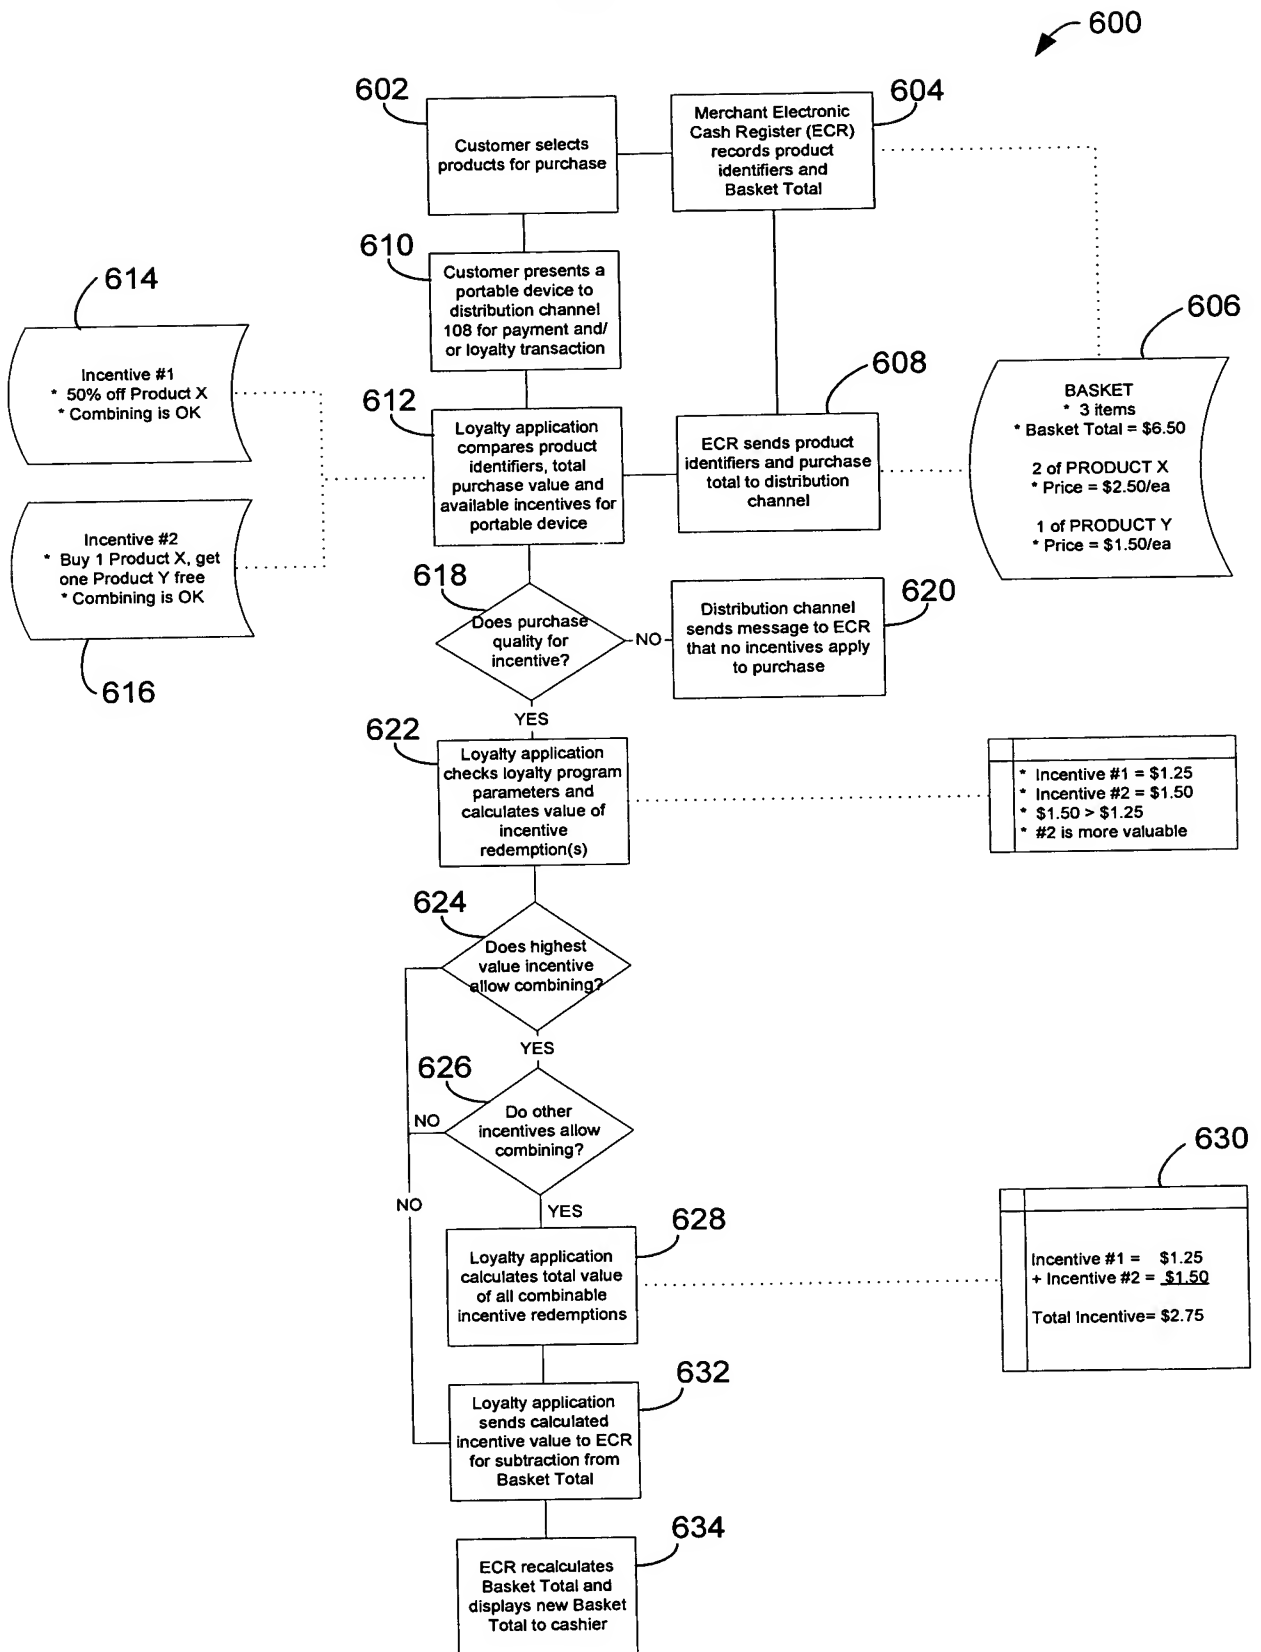 600
602
Customer selects
products for purchase
604
Merchant Electronic
Cash Register (ECR)
records product
identifiers and
Basket Total
610
Customer presents a
portable device to
distribution channel
108 for payment and/
or loyalty transaction
614
Incentive #1
* 50% off Product X
* Combining is OK
606
BASKET
* 3 items
* Basket Total = $6.50
2 of PRODUCT X
* Price = $2.50/ea
1 of PRODUCT Y
* Price = $1.50/ea
612
Loyalty application
compares product
identifiers, total
purchase value and
available incentives for
portable device
608
ECR sends product
identifiers and purchase
total to distribution
channel
Incentive #2
* Buy 1 Product X, get
one Product Y free
* Combining is OK
616
618
Does purchase
quality for
incentive?
NO
620
Distribution channel
sends message to ECR
that no incentives apply
to purchase
YES
622
Loyalty application
checks loyalty program
parameters and
calculates value of
incentive
redemption(s)
* Incentive #1 = $1.25
* Incentive #2 = $1.50
* $1.50 > $1.25
* #2 is more valuable
624
Does highest
value incentive
allow combining?
YES
626
NO
Do other
incentives allow
combining?
NO
YES
628
Loyalty application
calculates total value
of all combinable
incentive redemptions
630
Incentive #1 = $1.25
+ Incentive #2 = $1.50
Total Incentive= $2.75
632
Loyalty application
sends calculated
incentive value to ECR
for subtraction from
Basket Total
634
ECR recalculates
Basket Total and
displays new Basket
Total to cashier